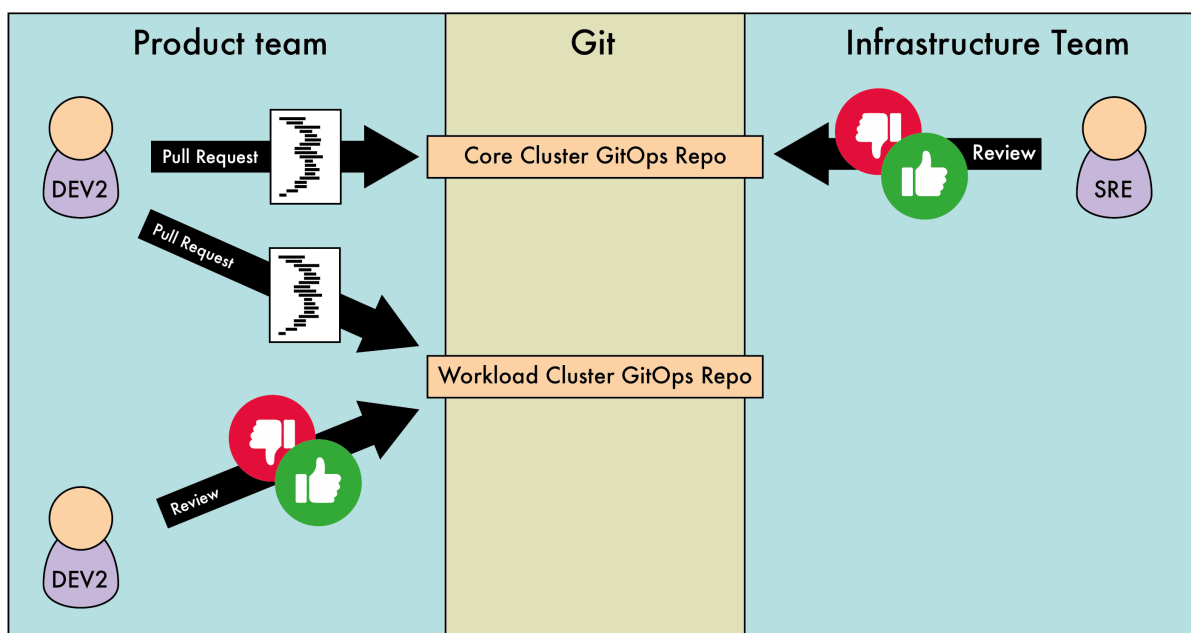 Product team
Git
Infrastructure Team
DEV2
Pull Request
Core Cluster GitOps Repo
Review
SRE
Pull Request
Workload Cluster GitOps Repo
Review
DEV2